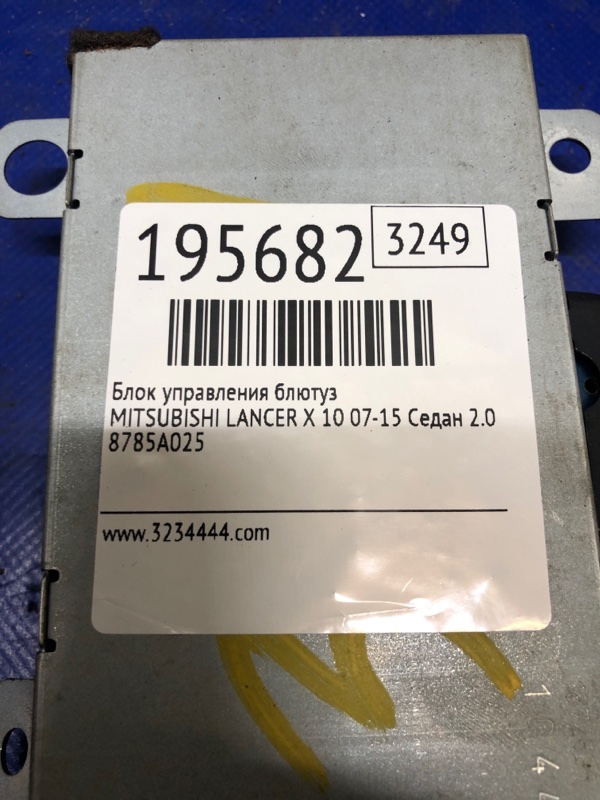 195682
3249
Блок управления блютуз
MITSUBISHI LANCER X 10 07-15 Седан 2.0
8785A025
www.3234444.com